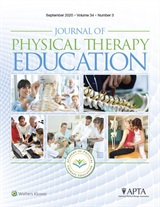 September 2020 • Volume 34 • Number 3
JOURNAL OF
PHYSICAL THERAPY
EDUCATION
Wolters Kluwer
APTA